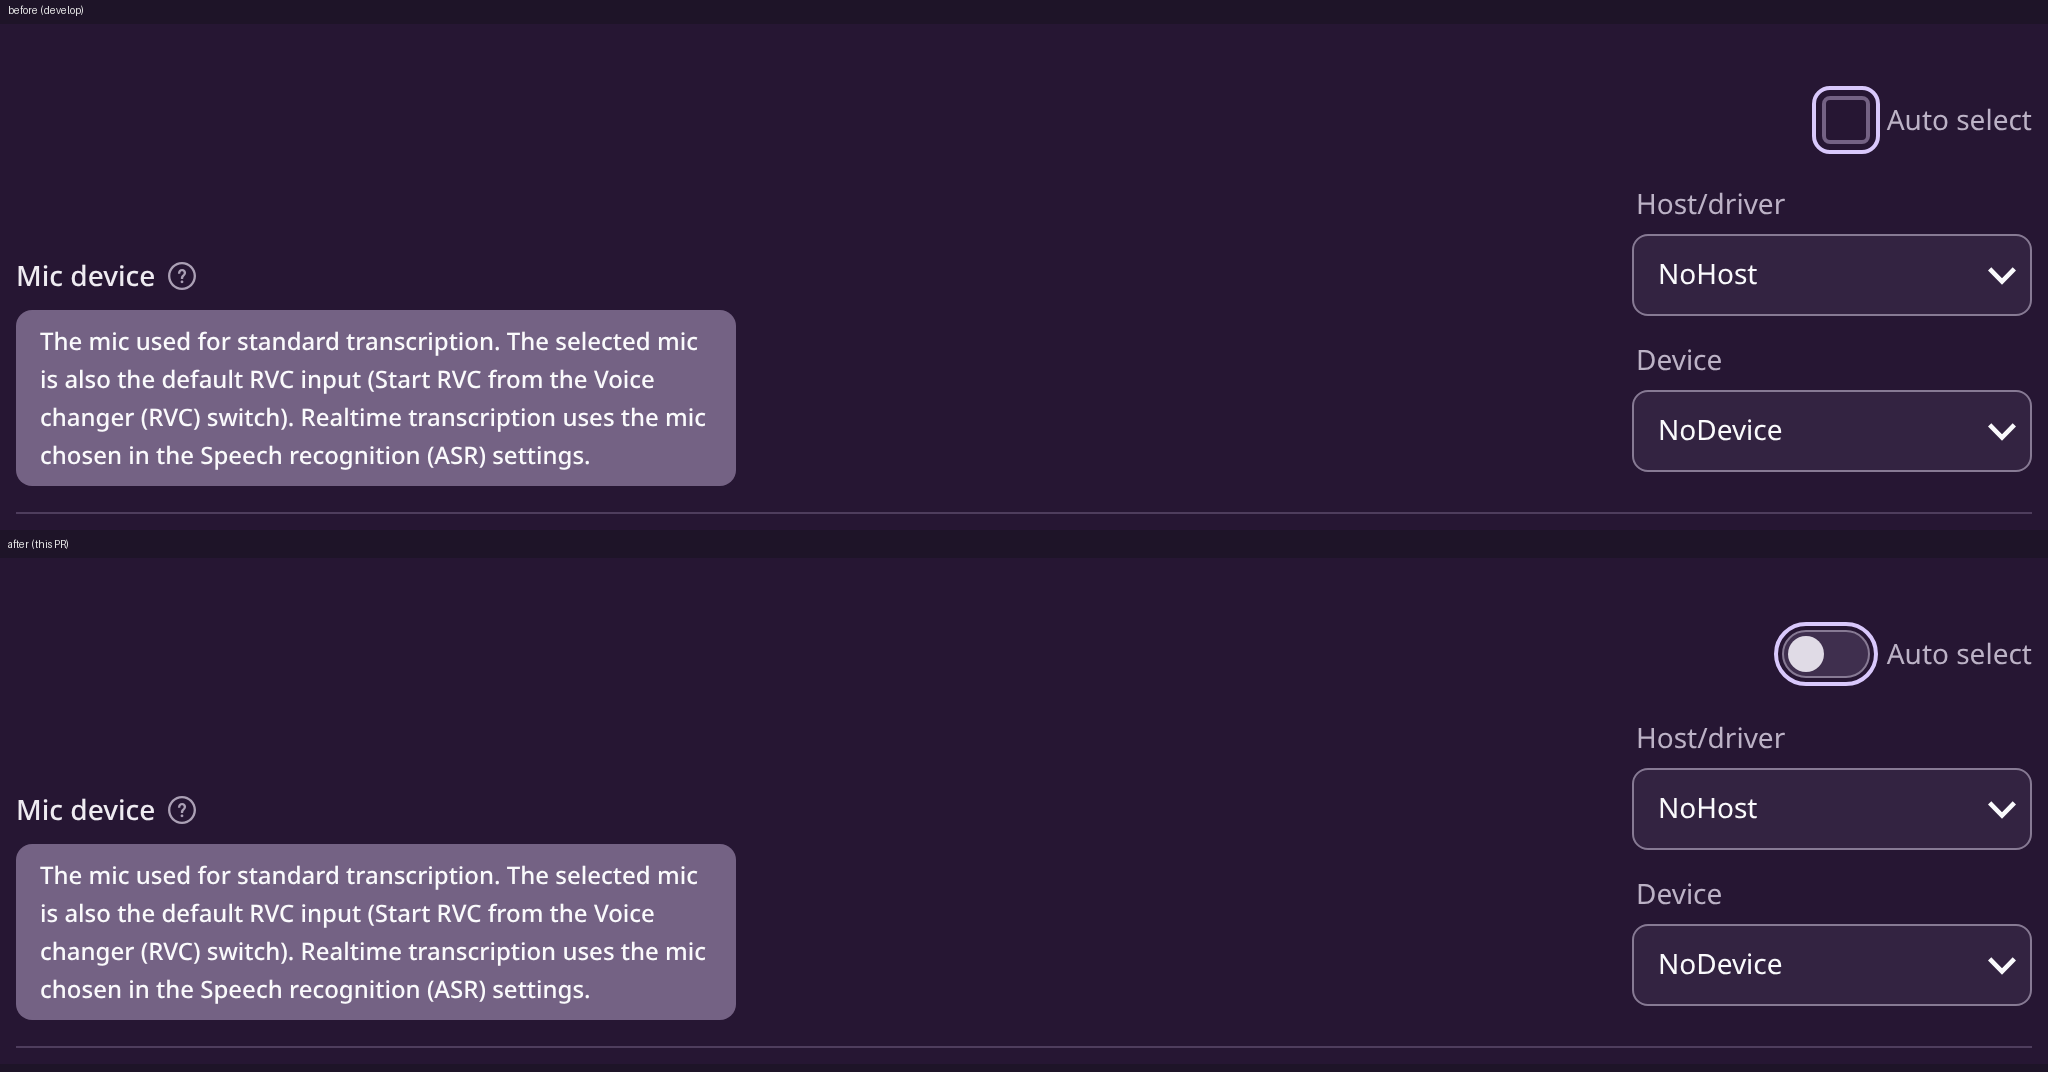 before (develop)
Auto select
Host/driver
NoHost
Mic device ?
Device
NoDevice
The mic used for standard transcription. The selected mic
is also the default RVC input (Start RVC from the Voice
changer (RVC) switch). Realtime transcription uses the mic
chosen in the Speech recognition (ASR) settings.
after (this PR)
Auto select
Host/driver
NoHost
Mic device ?
Device
NoDevice
The mic used for standard transcription. The selected mic
is also the default RVC input (Start RVC from the Voice
changer (RVC) switch). Realtime transcription uses the mic
chosen in the Speech recognition (ASR) settings.